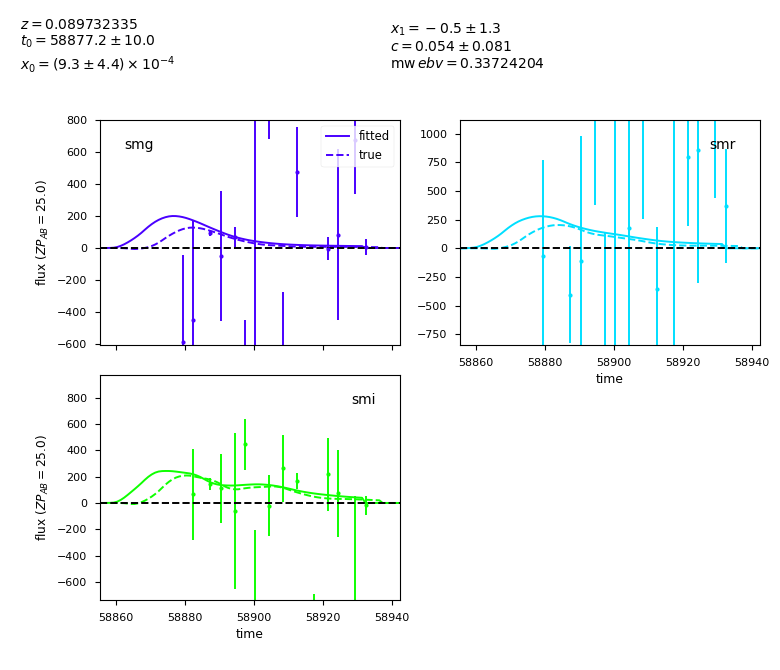 z = 0.089732335
t₀ = 58877.2 ± 10.0
x₀ = (9.3 ± 4.4) × 10⁻⁴
x₁ = −0.5 ± 1.3
c = 0.054 ± 0.081
mw ebv = 0.33724204
smg
fitted
true
800
600
400
200
0
−200
−400
−600
flux (ZP_AB = 25.0)
smr
1000
750
500
250
0
−250
−500
−750
58860 58880 58900 58920 58940
time
smi
800
600
400
200
0
−200
−400
−600
flux (ZP_AB = 25.0)
58860 58880 58900 58920 58940
time